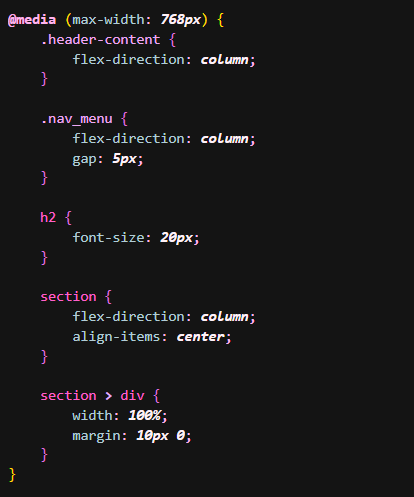 @media (max-width: 768px) {
    .header-content {
        flex-direction: column;
    }

    .nav_menu {
        flex-direction: column;
        gap: 5px;
    }

    h2 {
        font-size: 20px;
    }

    section {
        flex-direction: column;
        align-items: center;
    }

    section > div {
        width: 100%;
        margin: 10px 0;
    }
}